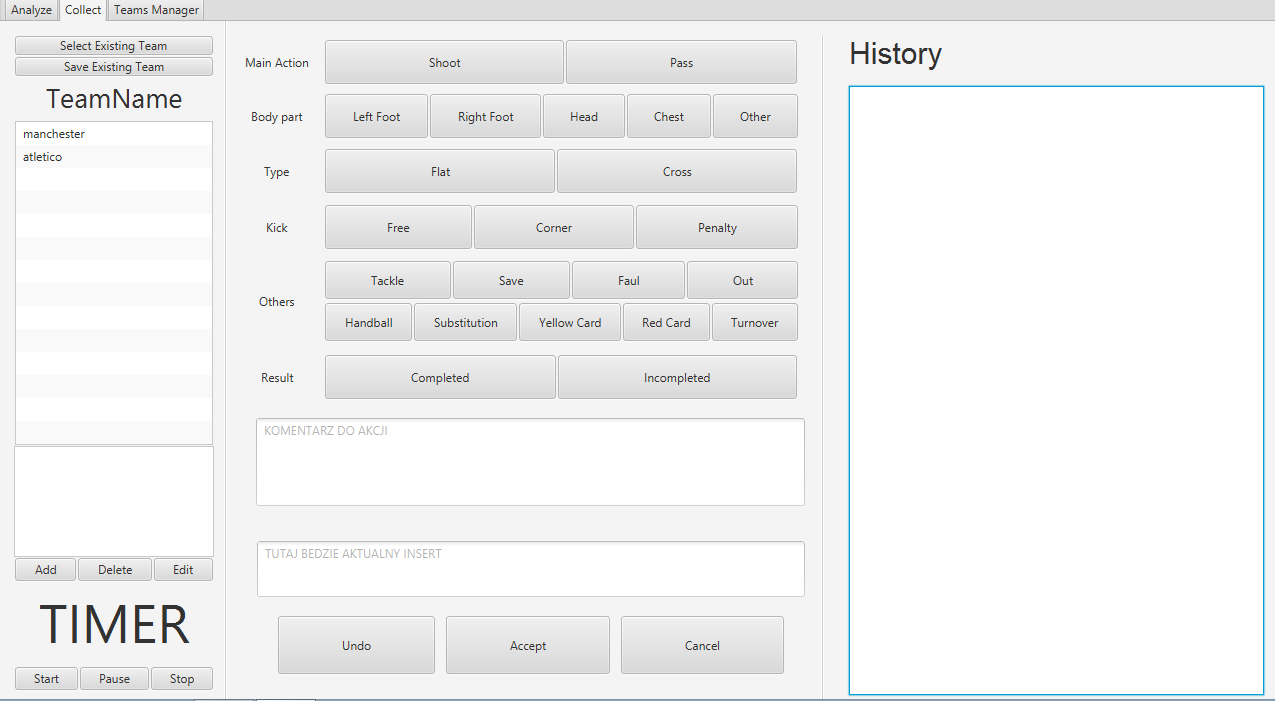 Analyze Collect Teams Manager
Select Existing Team
Save Existing Team
TeamName
manchester
atletico
Add Delete Edit
TIMER
Start Pause Stop
Main Action Shoot Pass
Body part Left Foot Right Foot Head Chest Other
Type Flat Cross
Kick Free Corner Penalty
Others
Tackle Save Faul Out
Handball Substitution Yellow Card Red Card Turnover
Result Completed Incompleted
KOMENTARZ DO AKCJI
TUTAJ BEDZIE AKTUALNY INSERT
Undo Accept Cancel
History